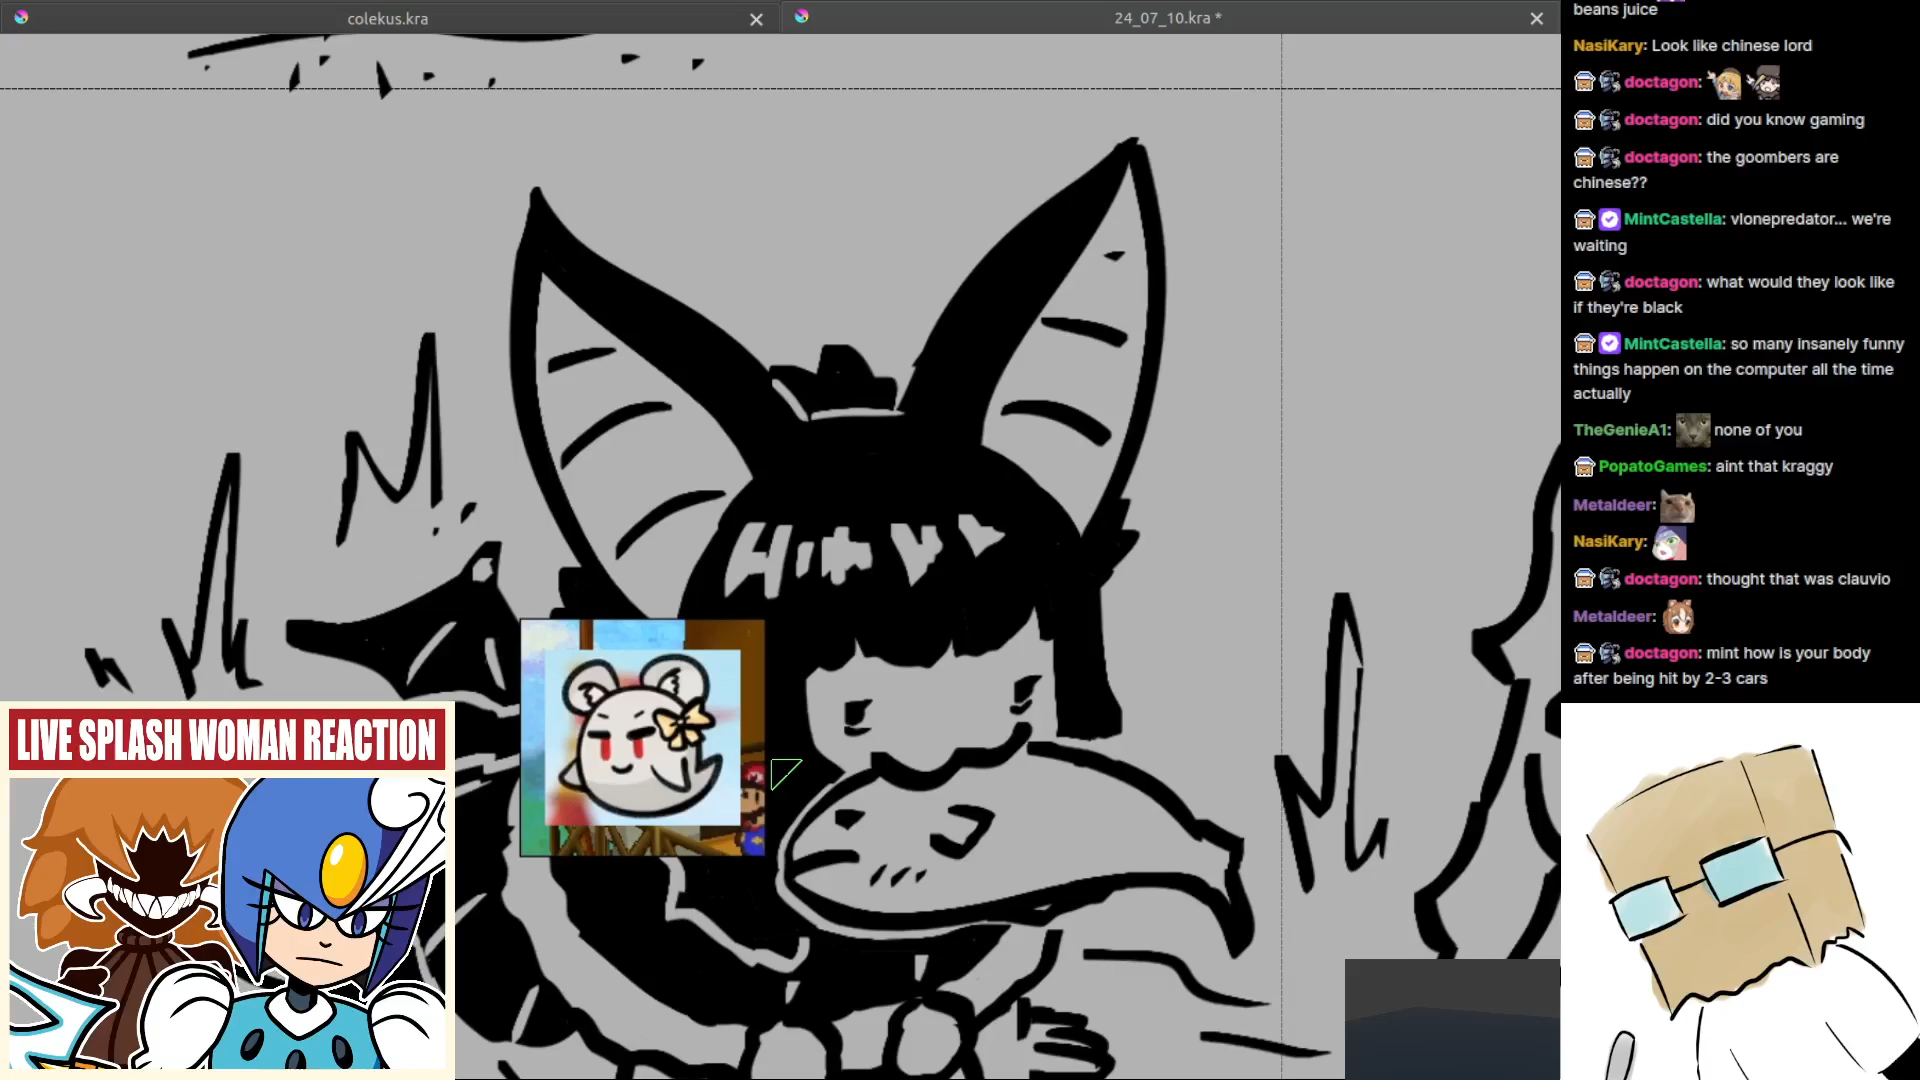 colekus.kra
24_07_10.kra *
beans juice
NasiKary: Look like chinese lord
doctagon:
doctagon: did you know gaming
doctagon: the goombers are
chinese??
MintCastella: vlonepredator... we're
waiting
doctagon: what would they look like
if they're black
MintCastella: so many insanely funny
things happen on the computer all the time
actually
TheGenieA1: none of you
PopatoGames: aint that kraggy
Metaldeer:
NasiKary:
doctagon: thought that was clauvio
Metaldeer:
doctagon: mint how is your body
after being hit by 2-3 cars
LIVE SPLASH WOMAN REACTION